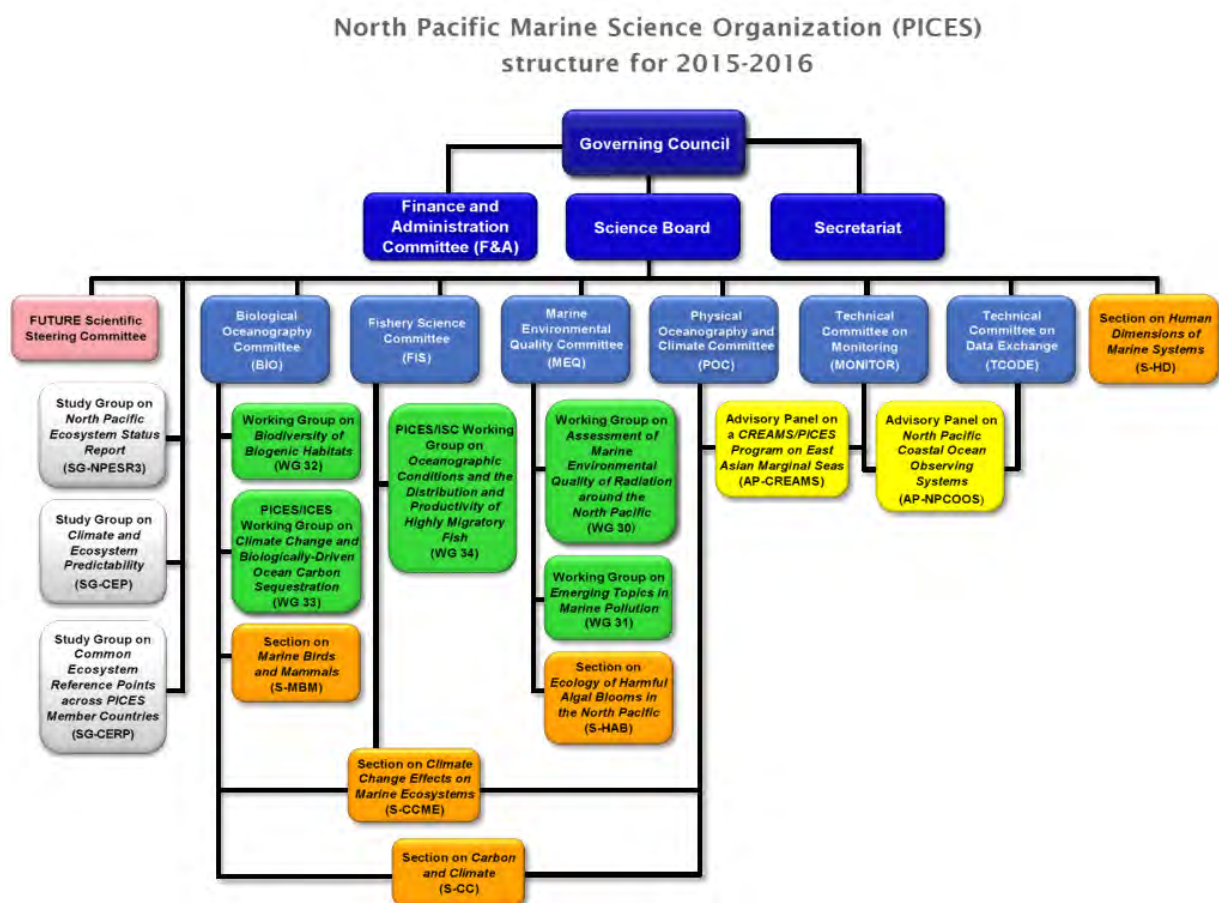 North Pacific Marine Science Organization (PICES)
structure for 2015-2016
Governing Council
Finance and
Administration
Committee (F&A)
Science Board
Secretariat
FUTURE Scientific
Steering Committee
Biological
Oceanography
Committee
(BIO)
Fishery Science
Committee
(FIS)
Marine
Environmental
Quality Committee
(MEQ)
Physical
Oceanography and
Climate Committee
(POC)
Technical
Committee on
Monitoring
(MONITOR)
Technical
Committee on
Data Exchange
(TCODE)
Section on Human
Dimensions of
Marine Systems
(S-HD)
Study Group on
North Pacific
Ecosystem Status
Report
(SG-NPESR3)
Study Group on
Climate and
Ecosystem
Predictability
(SG-CEP)
Study Group on
Common
Ecosystem
Reference Points
across PICES
Member Countries
(SG-CERP)
Working Group on
Biodiversity of
Biogenic Habitats
(WG 32)
PICES/ICES
Working Group on
Climate Change and
Biologically-Driven
Ocean Carbon
Sequestration
(WG 33)
Section on
Marine Birds
and Mammals
(S-MBM)
PICES/ISC Working
Group on
Oceanographic
Conditions and the
Distribution and
Productivity of
Highly Migratory
Fish
(WG 34)
Working Group on
Assessment of
Marine
Environmental
Quality of Radiation
around the
North Pacific
(WG 30)
Working Group on
Emerging Topics in
Marine Pollution
(WG 31)
Section on
Ecology of Harmful
Algal Blooms in
the North Pacific
(S-HAB)
Advisory Panel on
a CREAMS/PICES
Program on East
Asian Marginal Seas
(AP-CREAMS)
Advisory Panel on
North Pacific
Coastal Ocean
Observing
Systems
(AP-NPCOOS)
Section on Climate
Change Effects on
Marine Ecosystems
(S-CCME)
Section on Carbon
and Climate
(S-CC)